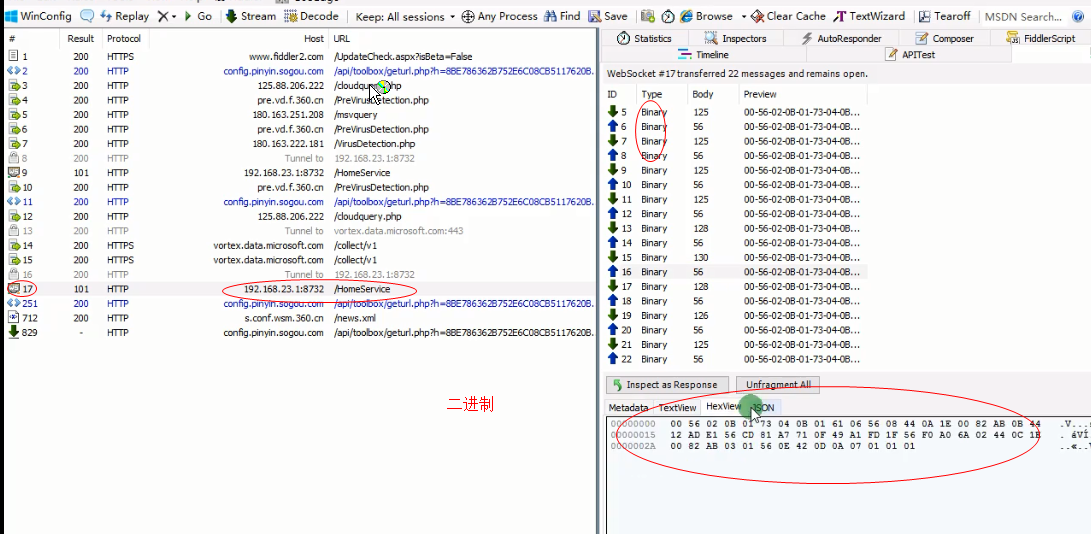 WinConfig Replay Go Stream Decode Keep: All sessions Any Process Find Save Browse Clear Cache TextWizard Tearoff MSDN Search...
# Result Protocol Host URL
1 200 HTTPS www.fiddler2.com /UpdateCheck.aspx?isBeta=False
2 200 HTTP config.pinyin.sogou.com /api/toolbox/geturl.php?h=8BE786362B752E6C08CB5117620B.
3 200 HTTP 125.88.206.222 /cloudquery.php
4 200 HTTP pre.vd.f.360.cn /PreVirusDetection.php
5 200 HTTP 180.163.251.208 /msvquery
6 200 HTTP pre.vd.f.360.cn /PreVirusDetection.php
7 200 HTTP 180.163.222.181 /VirusDetection.php
8 200 HTTP Tunnel to 192.168.23.1:8732
9 101 HTTP 192.168.23.1:8732 /HomeService
10 200 HTTP pre.vd.f.360.cn /PreVirusDetection.php
11 200 HTTP config.pinyin.sogou.com /api/toolbox/geturl.php?h=8BE786362B752E6C08CB5117620B.
12 200 HTTP 125.88.206.222 /cloudquery.php
13 200 HTTP Tunnel to vortex.data.microsoft.com:443
14 200 HTTPS vortex.data.microsoft.com /collect/v1
15 200 HTTPS vortex.data.microsoft.com /collect/v1
16 200 HTTP Tunnel to 192.168.23.1:8732
17 101 HTTP 192.168.23.1:8732 /HomeService
251 200 HTTP config.pinyin.sogou.com /api/toolbox/geturl.php?h=8BE786362B752E6C08CB5117620B.
712 200 HTTP s.conf.wsm.360.cn /news.xml
829 - HTTP config.pinyin.sogou.com /api/toolbox/geturl.php?h=8BE786362B752E6C08CB5117620B.
二进制
Statistics Inspectors AutoResponder Composer FiddlerScript
Timeline APITest
WebSocket #17 transferred 22 messages and remains open.
ID Type Body Preview
5 Binary 125 00-56-02-0B-01-73-04-0B...
6 Binary 56 00-56-02-0B-01-73-04-0B...
7 Binary 125 00-56-02-0B-01-73-04-0B...
8 Binary 56 00-56-02-0B-01-73-04-0B...
9 Binary 125 00-56-02-0B-01-73-04-0B...
10 Binary 56 00-56-02-0B-01-73-04-0B...
11 Binary 125 00-56-02-0B-01-73-04-0B...
12 Binary 56 00-56-02-0B-01-73-04-0B...
13 Binary 128 00-56-02-0B-01-73-04-0B...
14 Binary 56 00-56-02-0B-01-73-04-0B...
15 Binary 130 00-56-02-0B-01-73-04-0B...
16 Binary 56 00-56-02-0B-01-73-04-0B...
17 Binary 128 00-56-02-0B-01-73-04-0B...
18 Binary 56 00-56-02-0B-01-73-04-0B...
19 Binary 126 00-56-02-0B-01-73-04-0B...
20 Binary 56 00-56-02-0B-01-73-04-0B...
21 Binary 125 00-56-02-0B-01-73-04-0B...
22 Binary 56 00-56-02-0B-01-73-04-0B...
Inspect as Response Unfragment All
Metadata TextView HexView JSON
00000000 00 56 02 0B 01 73 04 0B 01 61 06 56 08 44 0A 1E 00 82 AB 0B 44 .V...s
00000015 12 AD E1 56 CD 81 A7 71 0F 49 A1 FD 1F 56 F0 A0 6A 02 44 0C 1E . áVÍ
0000002A 00 82 AB 03 01 56 0E 42 0D 0A 07 01 01 01 ..«..V.